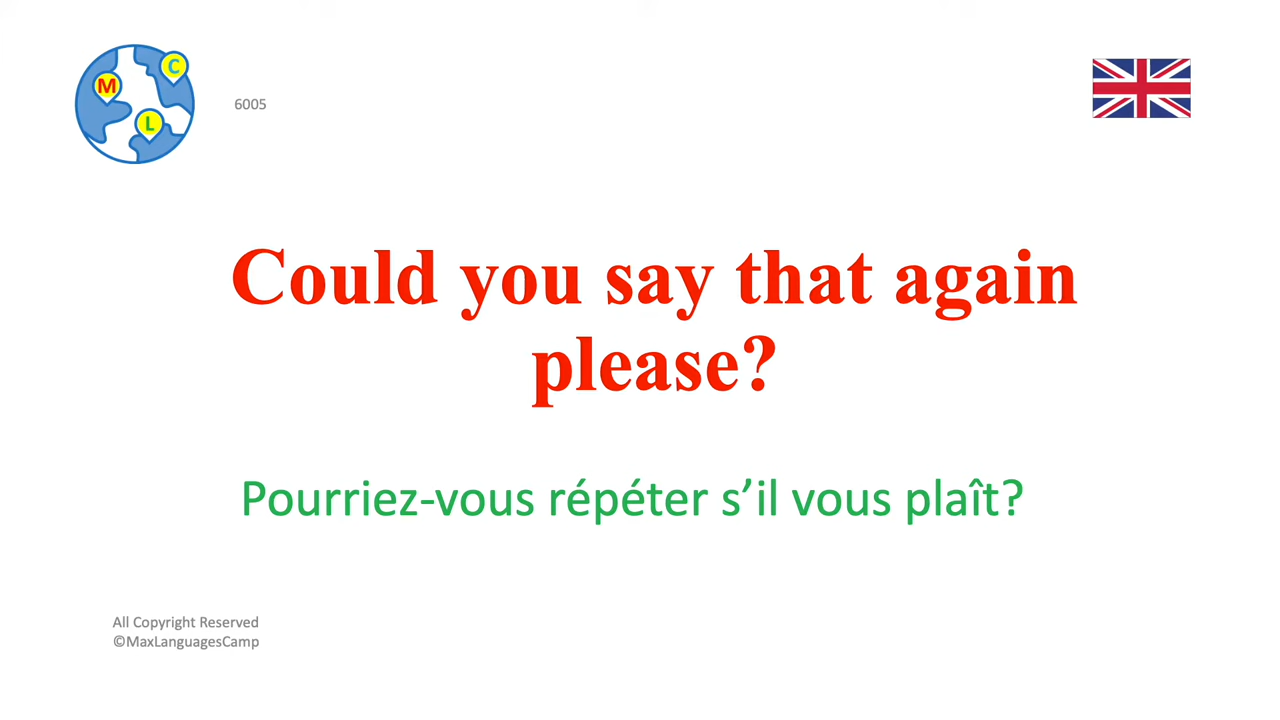 M
C
L
6005
Could you say that again
please?
Pourriez-vous répéter s’il vous plaît?
All Copyright Reserved
©MaxLanguagesCamp